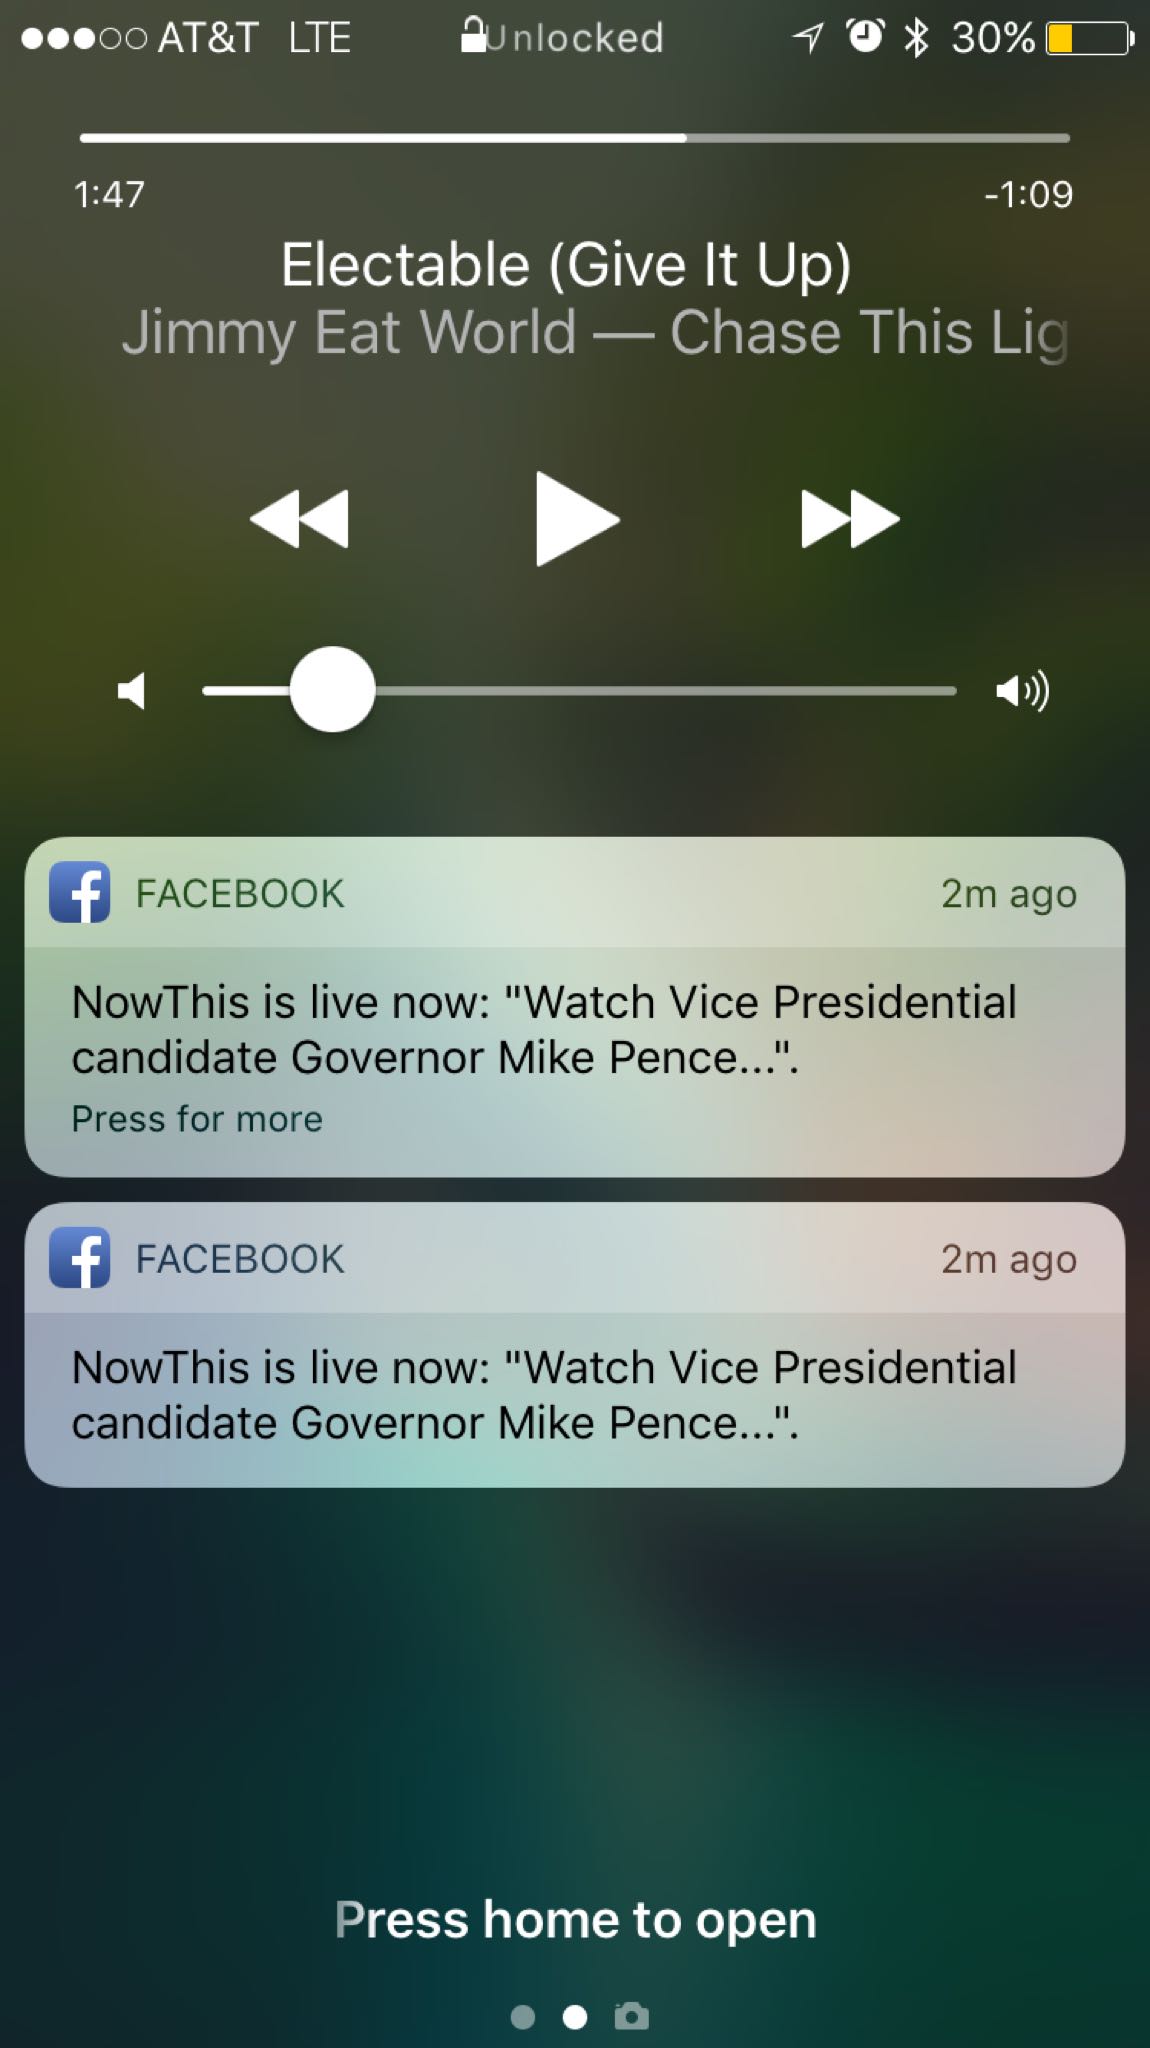 AT&T LTE Unlocked 30%
1:47 -1:09
Electable (Give It Up)
Jimmy Eat World — Chase This Lig
FACEBOOK 2m ago
NowThis is live now: "Watch Vice Presidential
candidate Governor Mike Pence...".
Press for more
FACEBOOK 2m ago
NowThis is live now: "Watch Vice Presidential
candidate Governor Mike Pence...".
Press home to open